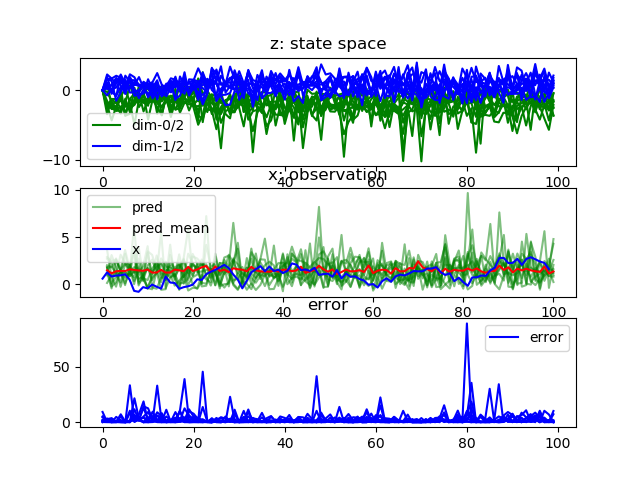 z: state space
0
−10
dim-0/2
dim-1/2
0 20 40 60 80 100
x: observation
10
5
0
pred
pred_mean
x
0 20 40 60 80 100
error
50
0
error
0 20 40 60 80 100